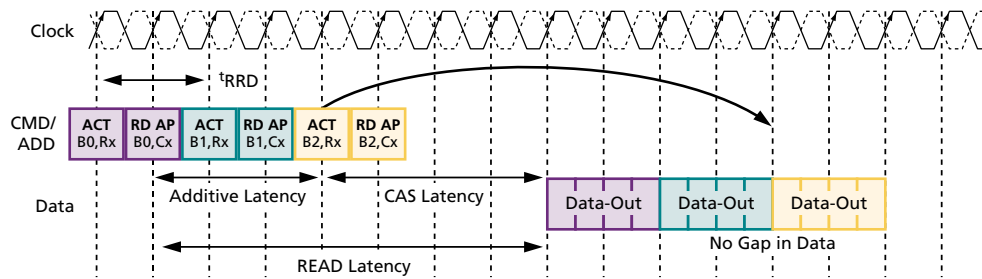 Clock
tRRD
CMD/
ADD
ACT
B0,Rx
RD AP
B0,Cx
ACT
B1,Rx
RD AP
B1,Cx
ACT
B2,Rx
RD AP
B2,Cx
Additive Latency
CAS Latency
Data
Data-Out
Data-Out
Data-Out
No Gap in Data
READ Latency